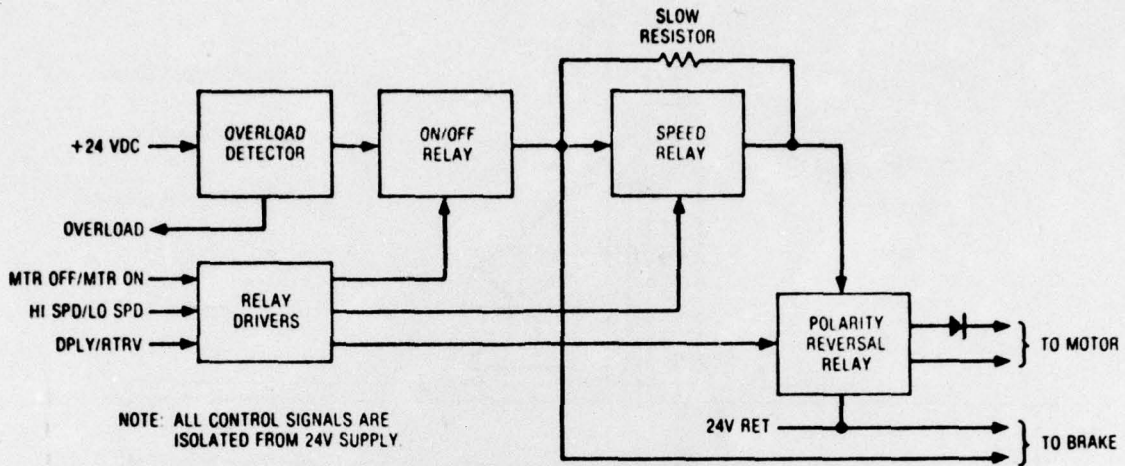 SLOW
RESISTOR
+24 VDC
OVERLOAD
DETECTOR
ON/OFF
RELAY
SPEED
RELAY
OVERLOAD
MTR OFF/MTR ON
HI SPD/LO SPD
DPLY/RTRV
RELAY
DRIVERS
POLARITY
REVERSAL
RELAY
TO MOTOR
NOTE: ALL CONTROL SIGNALS ARE
ISOLATED FROM 24V SUPPLY.
24V RET
TO BRAKE